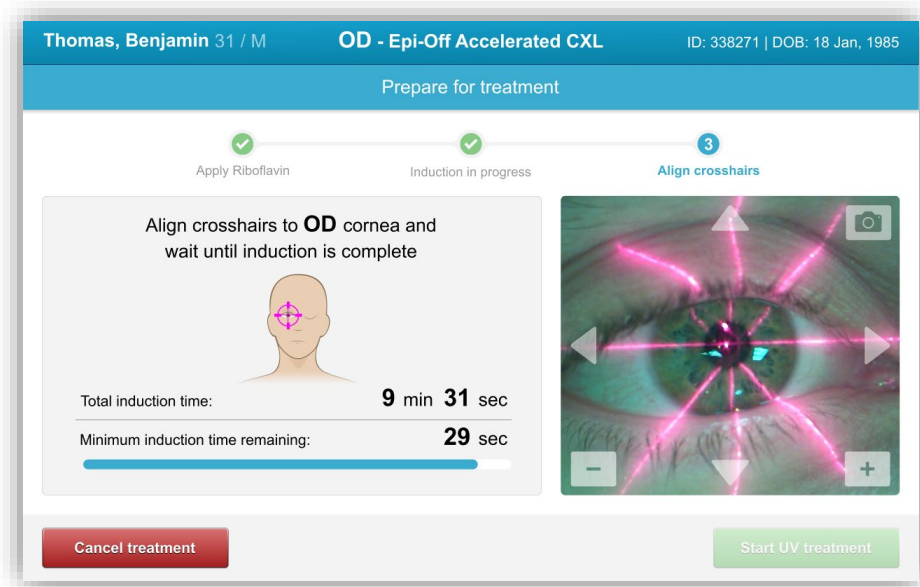 Thomas, Benjamin 31 / M
OD - Epi-Off Accelerated CXL
ID: 338271 | DOB: 18 Jan, 1985
Prepare for treatment
3
Apply Riboflavin
Induction in progress
Align crosshairs
Align crosshairs to OD cornea and
wait until induction is complete
Total induction time: 9 min 31 sec
Minimum induction time remaining: 29 sec
Cancel treatment
Start UV treatment